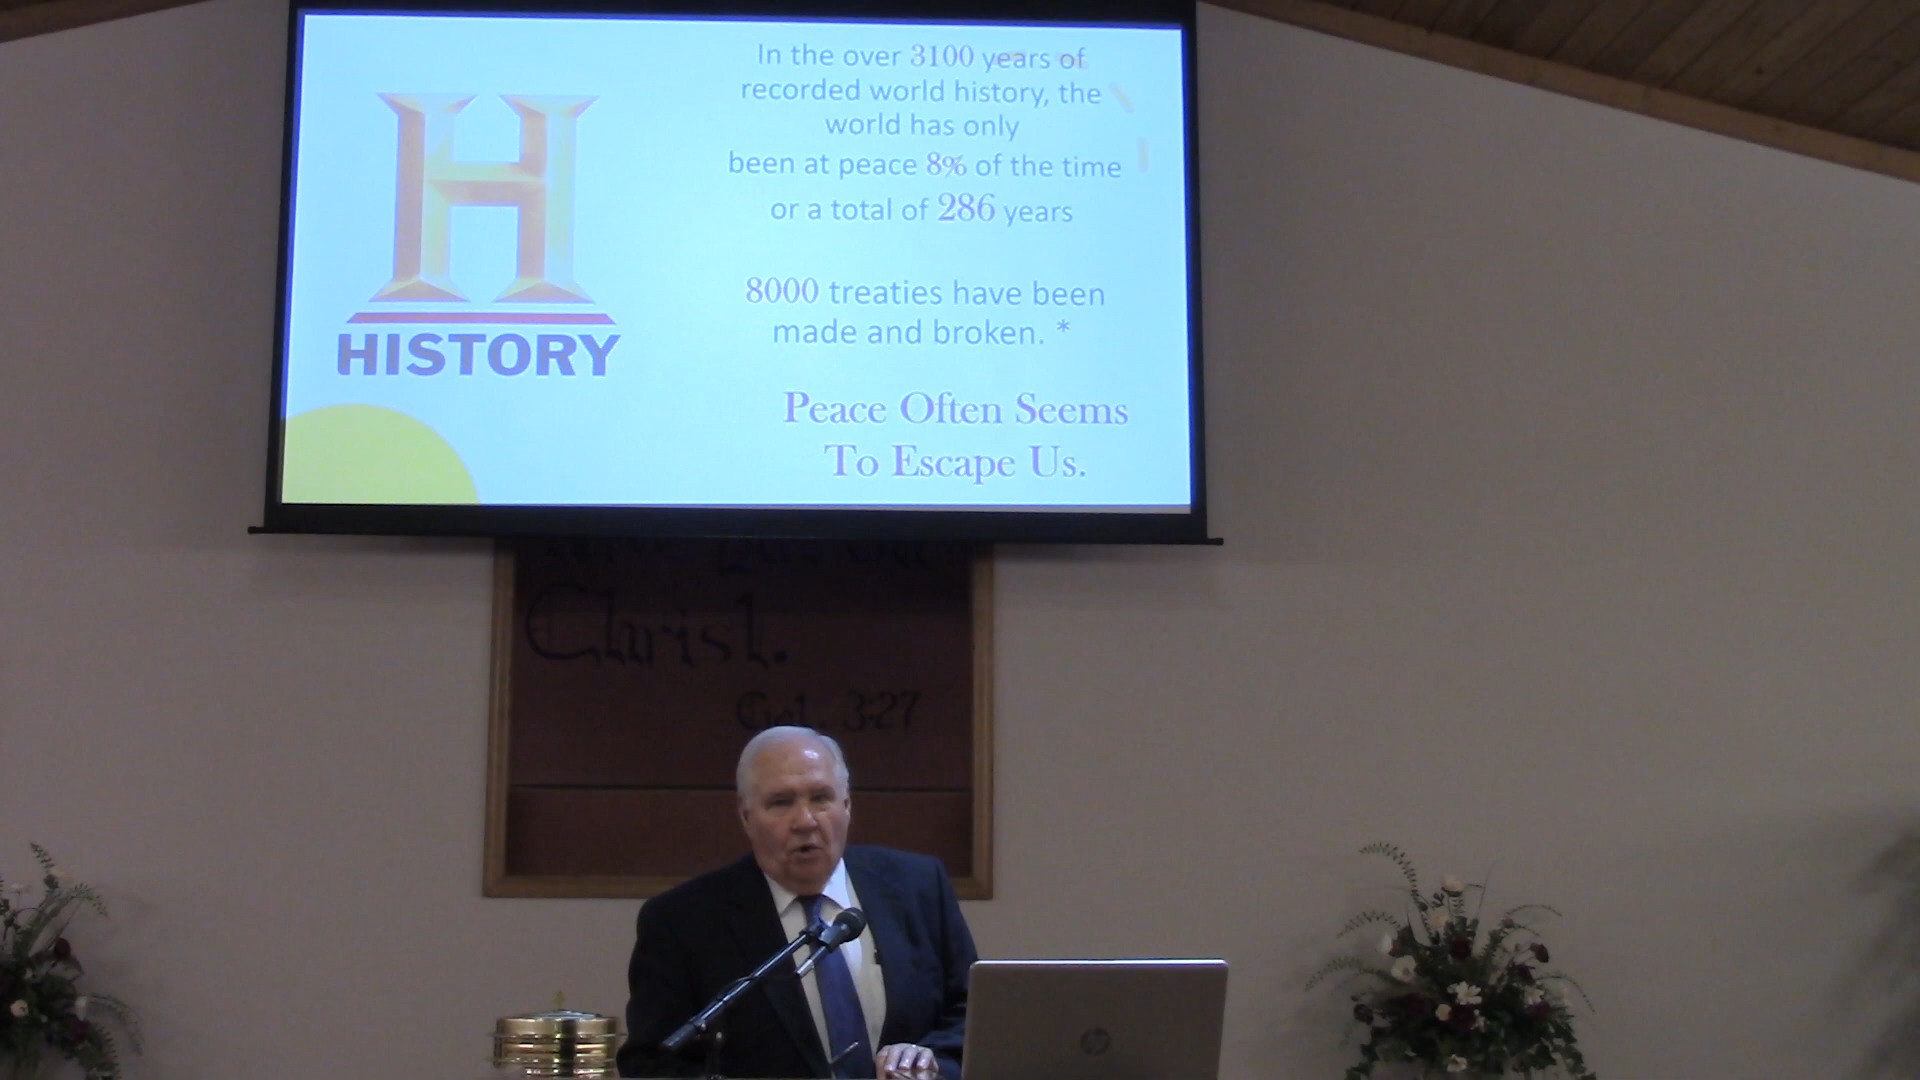 In the over 3100 years of
recorded world history, the
world has only
been at peace 8% of the time
or a total of 286 years
8000 treaties have been
made and broken. *
Peace Often Seems
To Escape Us.
H
HISTORY
Christ.
Gal. 3:27
hp